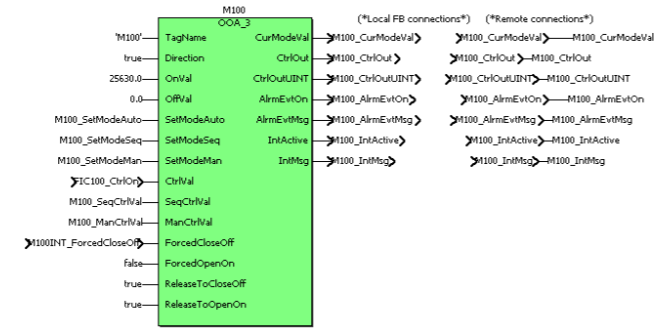 M100
OOA_3
(*Local FB connections*) (*Remote connections*)
'M100' TagName CurModeVal M100_CurModeVal M100_CurModeVal M100_CurModeVal
true Direction CtrlOut M100_CtrlOut M100_CtrlOut M100_CtrlOut
25630.0 OnVal CtrlOutUINT M100_CtrlOutUINT M100_CtrlOutUINT M100_CtrlOutUINT
0.0 OffVal AlrmEvtOn M100_AlrmEvtOn M100_AlrmEvtOn M100_AlrmEvtOn
M100_SetModeAuto SetModeAuto AlrmEvtMsg M100_AlrmEvtMsg M100_AlrmEvtMsg M100_AlrmEvtMsg
M100_SetModeSeq SetModeSeq IntActive M100_IntActive M100_IntActive M100_IntActive
M100_SetModeMan SetModeMan IntMsg M100_IntMsg M100_IntMsg M100_IntMsg
FIC100_CtrlOn CtrlVal
M100_SeqCtrlVal SeqCtrlVal
M100_ManCtrlVal ManCtrlVal
M100INT_ForcedCloseOff ForcedCloseOff
false ForcedOpenOn
true ReleaseToCloseOff
true ReleaseToOpenOn